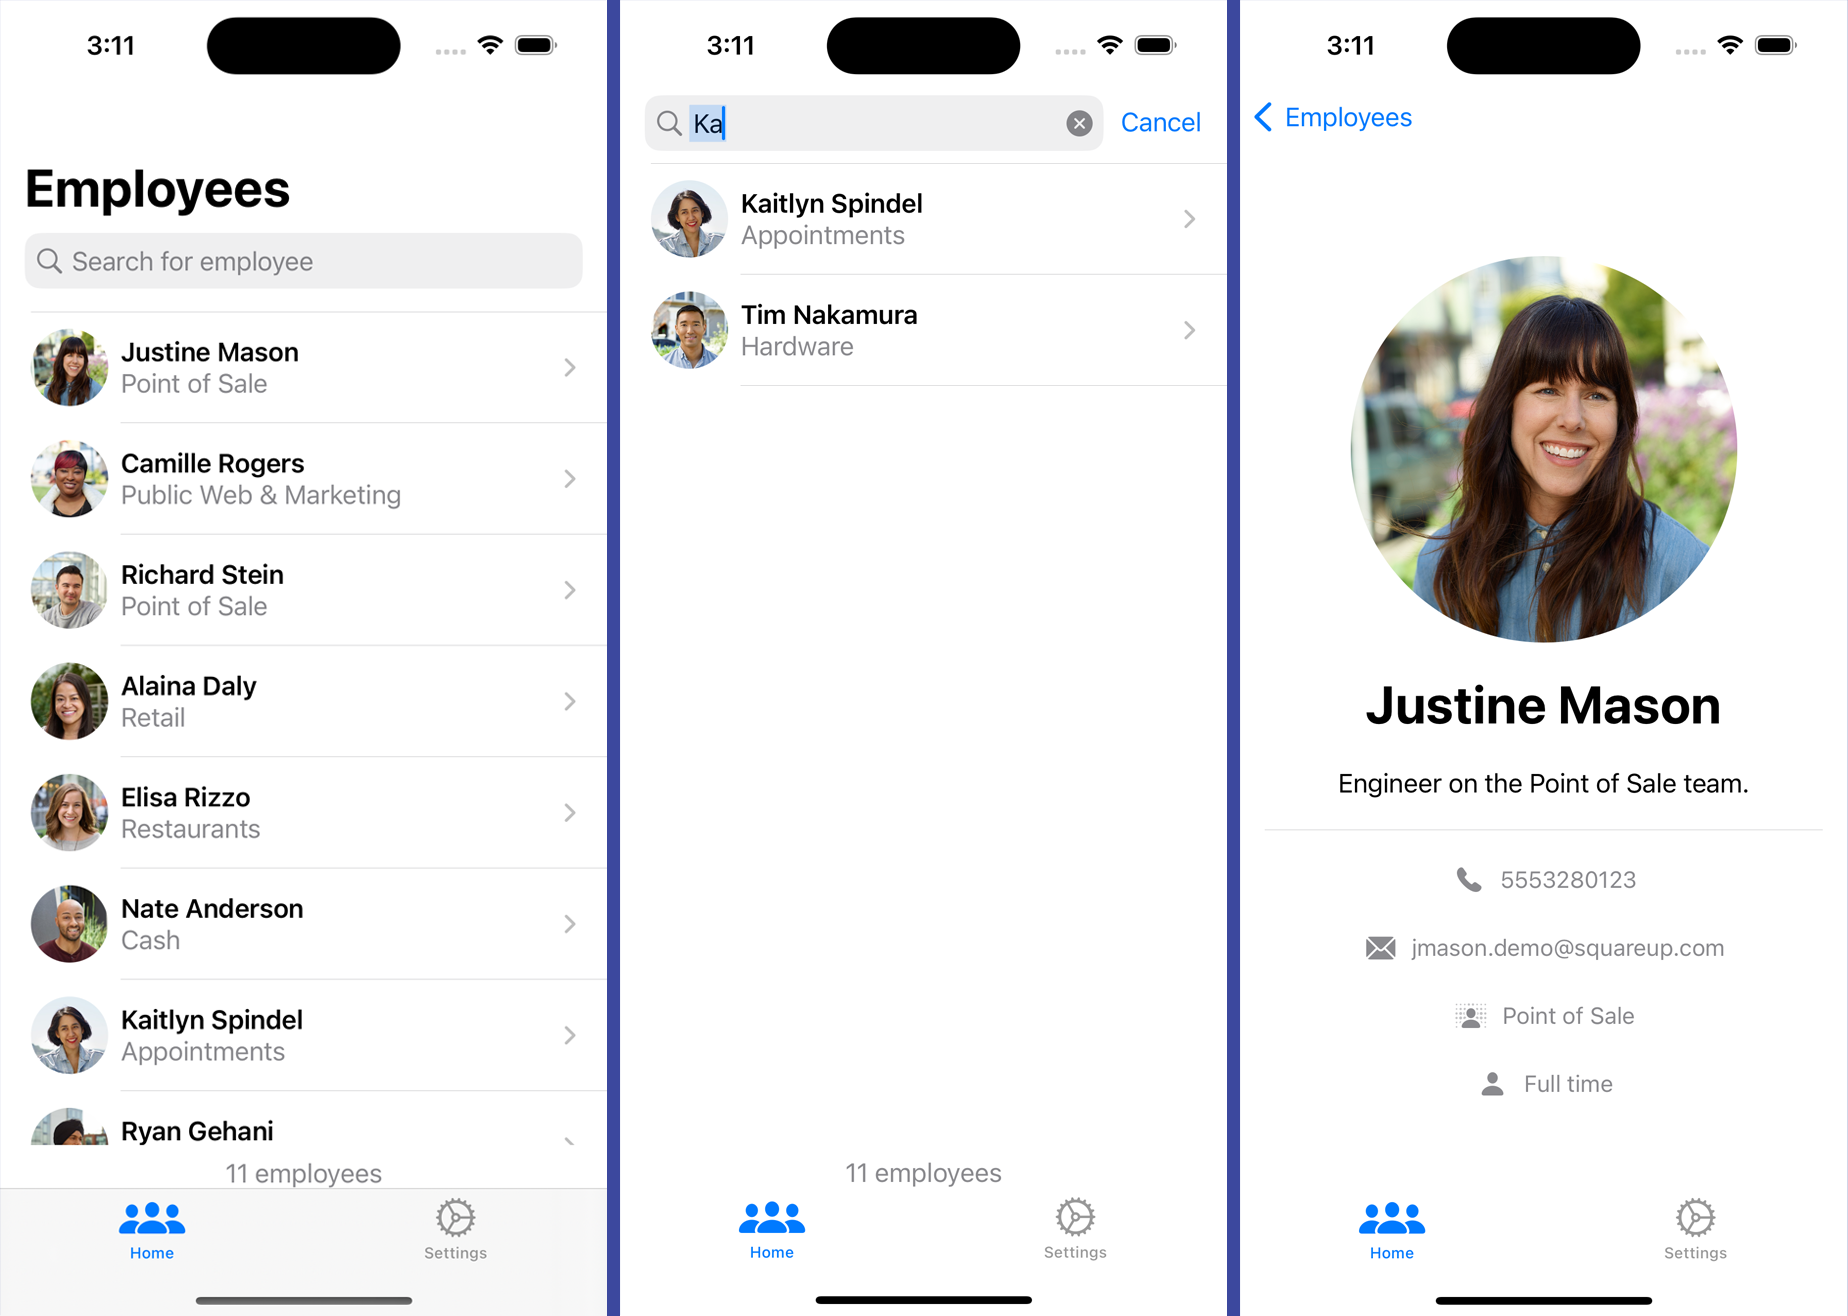 3:11
Employees
Search for employee
Justine Mason
Point of Sale
Camille Rogers
Public Web & Marketing
Richard Stein
Point of Sale
Alaina Daly
Retail
Elisa Rizzo
Restaurants
Nate Anderson
Cash
Kaitlyn Spindel
Appointments
Ryan Gehani
11 employees
Home
Settings
3:11
Ka
Cancel
Kaitlyn Spindel
Appointments
Tim Nakamura
Hardware
11 employees
Home
Settings
3:11
Employees
Justine Mason
Engineer on the Point of Sale team.
5553280123
jmason.demo@squareup.com
Point of Sale
Full time
Home
Settings